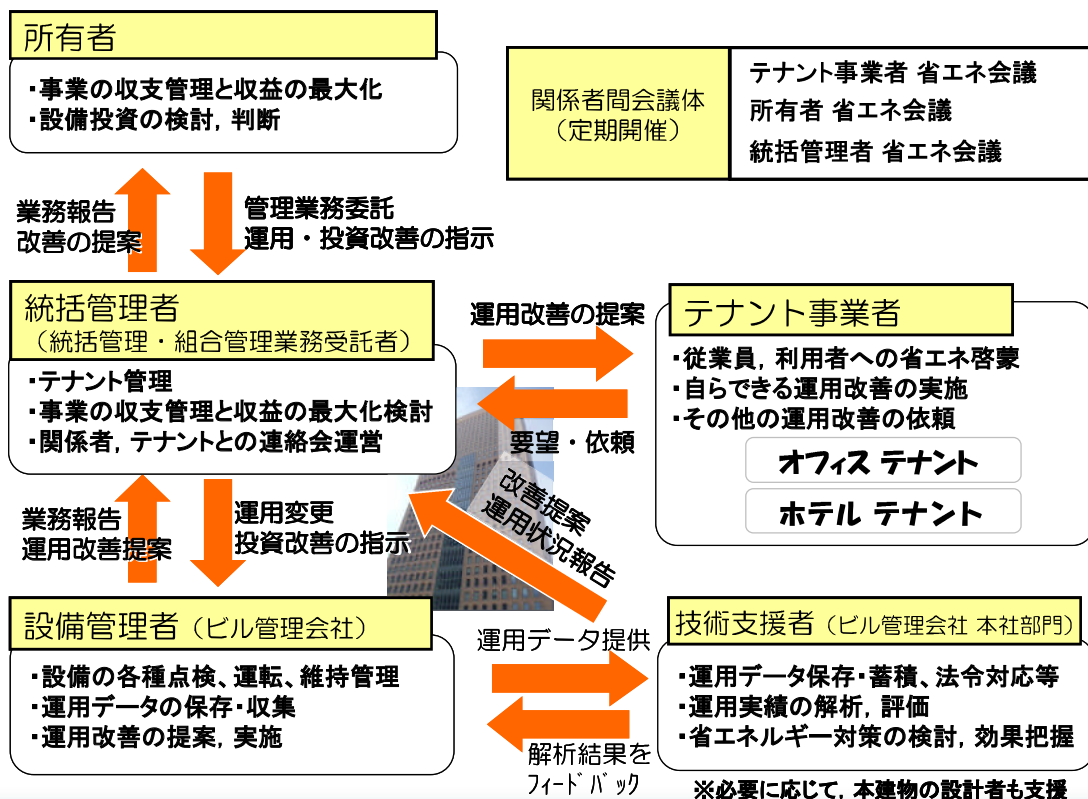 所有者
・事業の収支管理と収益の最大化
・設備投資の検討，判断
関係者間会議体
（定期開催）
テナント事業者 省エネ会議
所有者 省エネ会議
統括管理者 省エネ会議
業務報告
改善の提案
管理業務委託
運用・投資改善の指示
統括管理者
（統括管理・組合管理業務受託者）
・テナント管理
・事業の収支管理と収益の最大化検討
・関係者，テナントとの連絡会運営
運用改善の提案
要望・依頼
テナント事業者
・従業員，利用者への省エネ啓蒙
・自らできる運用改善の実施
・その他の運用改善の依頼
オフィス テナント
ホテル テナント
業務報告
運用改善提案
運用変更
投資改善の指示
改善提案
運用状況報告
設備管理者（ビル管理会社）
・設備の各種点検、運転、維持管理
・運用データの保存・収集
・運用改善の提案，実施
運用データ提供
解析結果を
ﾌｨｰﾄﾞﾊﾞｯｸ
技術支援者（ビル管理会社 本社部門）
・運用データ保存・蓄積、法令対応等
・運用実績の解析，評価
・省エネルギー対策の検討，効果把握
※必要に応じて，本建物の設計者も支援